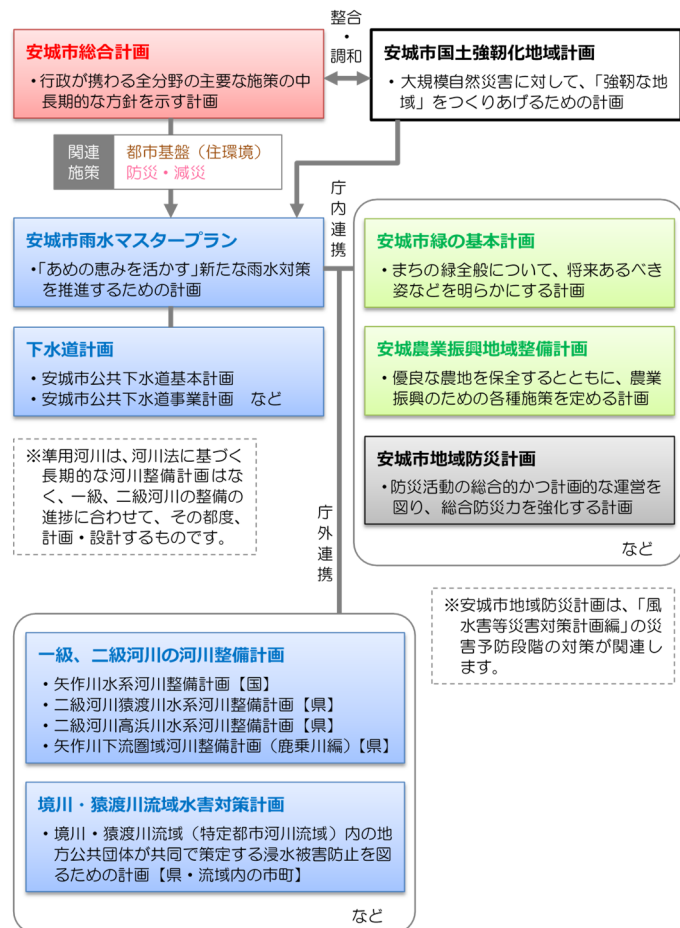 整合・調和
安城市総合計画
・行政が携わる全分野の主要な施策の中
長期的な方針を示す計画
安城市国土強靭化地域計画
・大規模自然災害に対して、「強靭な地
域」をつくりあげるための計画
関連
施策
都市基盤（住環境）
防災・減災
庁内連携
安城市雨水マスタープラン
・「あめの恵みを活かす」新たな雨水対策
を推進するための計画
下水道計画
・安城市公共下水道基本計画
・安城市公共下水道事業計画　など
安城市緑の基本計画
・まちの緑全般について、将来あるべき
姿などを明らかにする計画
安城農業振興地域整備計画
・優良な農地を保全するとともに、農業
振興のための各種施策を定める計画
安城市地域防災計画
・防災活動の総合的かつ計画的な運営を
図り、総合防災力を強化する計画
など
※準用河川は、河川法に基づく
長期的な河川整備計画はな
く、一級、二級河川の整備の
進捗に合わせて、その都度、
計画・設計するものです。
庁外連携
※安城市地域防災計画は、「風
水害等災害対策計画編」の災
害予防段階の対策が関連し
ます。
一級、二級河川の河川整備計画
・矢作川水系河川整備計画【国】
・二級河川猿渡川水系河川整備計画【県】
・二級河川高浜川水系河川整備計画【県】
・矢作川下流圏域河川整備計画（鹿乗川編）【県】
境川・猿渡川流域水害対策計画
・境川・猿渡川流域（特定都市河川流域）内の地
方公共団体が共同で策定する浸水被害防止を図
るための計画【県・流域内の市町】
など